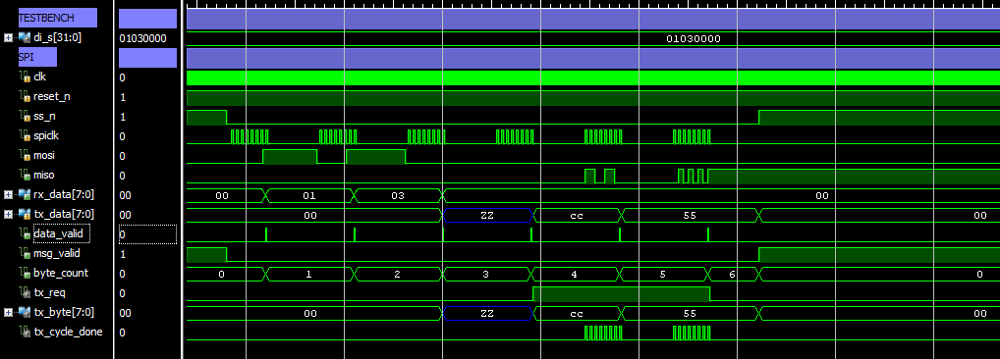 TESTBENCH
di_s[31:0] 01030000 01030000
SPI
clk 0
reset_n 1
ss_n 1
spiclk 0
mosi 0
miso 0
rx_data[7:0] 00 00 01 03 00
tx_data[7:0] 00 00 ZZ cc 55 00
data_valid 0
msg_valid 1
byte_count 0 0 1 2 3 4 5 6 0
tx_req 0
tx_byte[7:0] 00 00 ZZ cc 55 00
tx_cycle_done 0